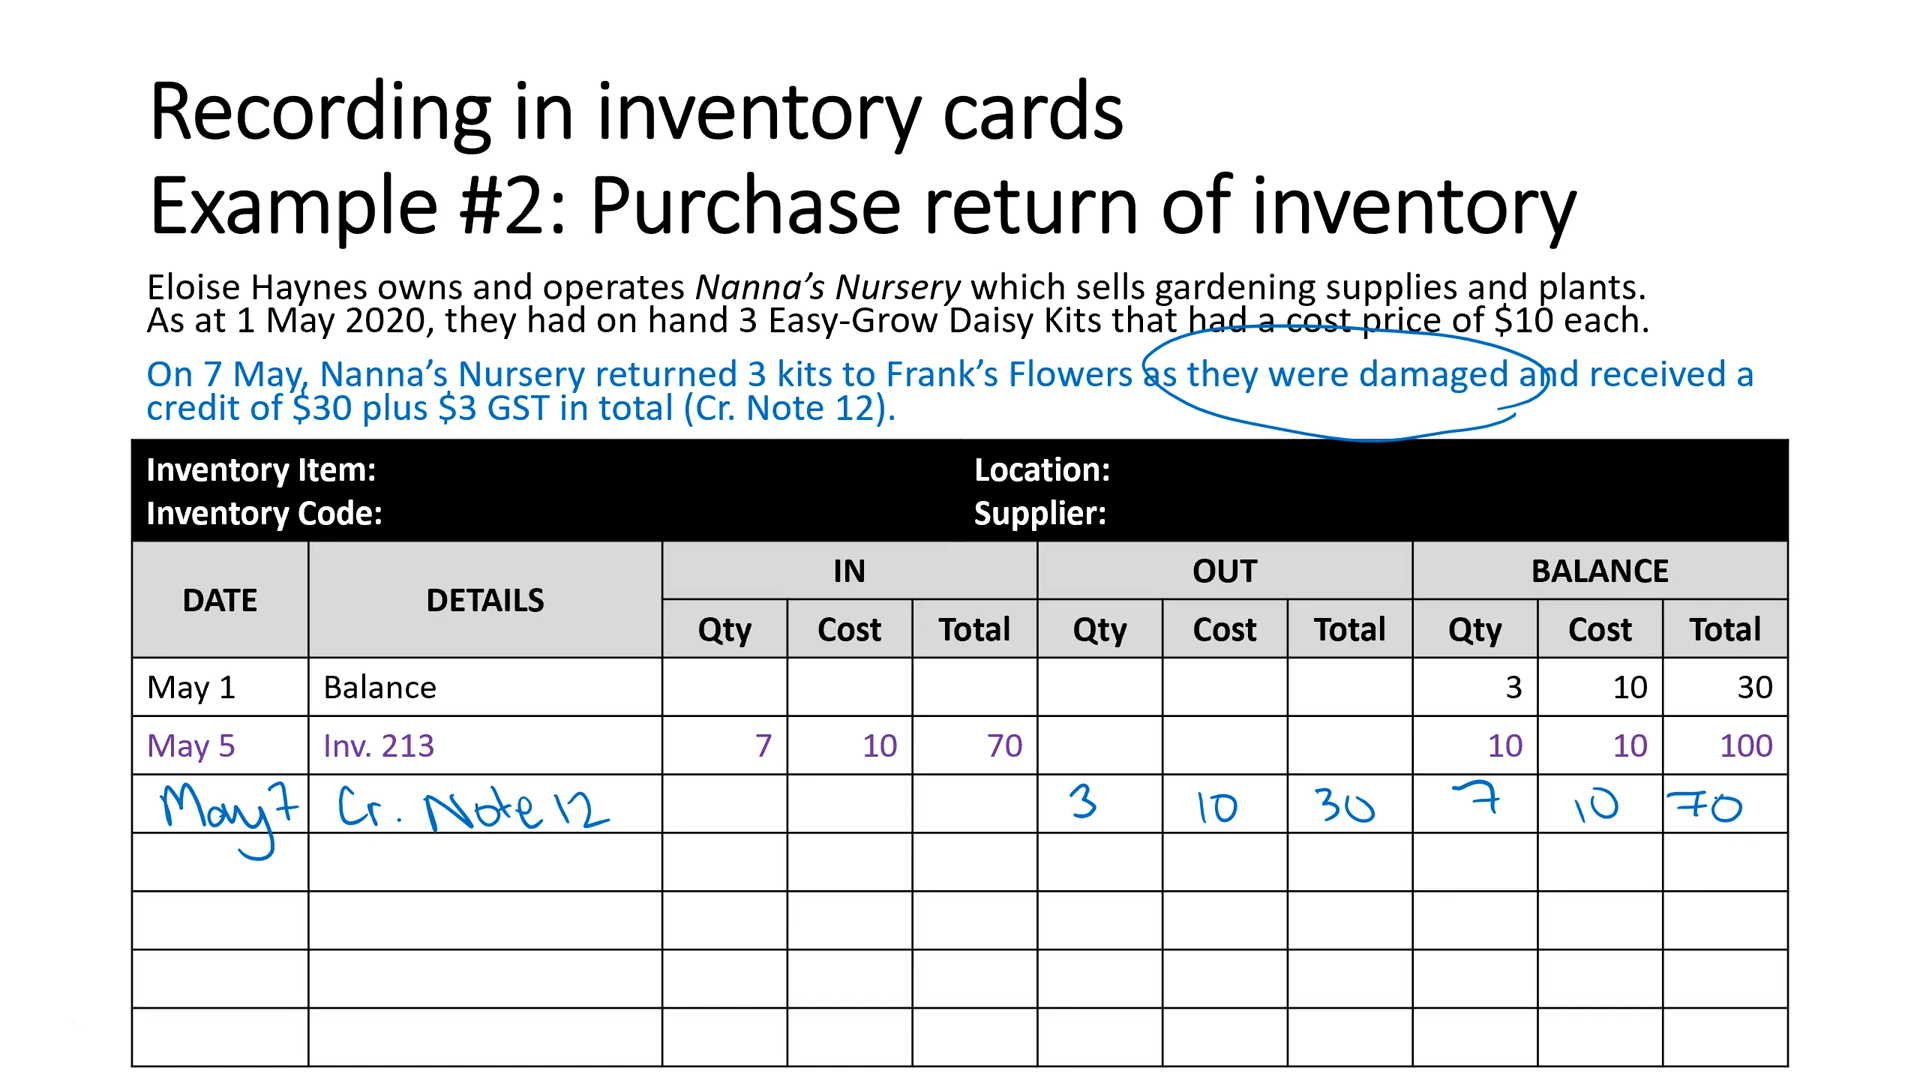 Recording in inventory cards
Example #2: Purchase return of inventory
Eloise Haynes owns and operates Nanna’s Nursery which sells gardening supplies and plants.
As at 1 May 2020, they had on hand 3 Easy-Grow Daisy Kits that had a cost price of $10 each.
On 7 May, Nanna’s Nursery returned 3 kits to Frank’s Flowers as they were damaged and received a
credit of $30 plus $3 GST in total (Cr. Note 12).
Inventory Item: Location:
Inventory Code: Supplier:
DATE DETAILS IN OUT BALANCE
Qty Cost Total Qty Cost Total Qty Cost Total
May 1 Balance 3 10 30
May 5 Inv. 213 7 10 70 10 10 100
May 7 Cr. Note 12 3 10 30 7 10 70